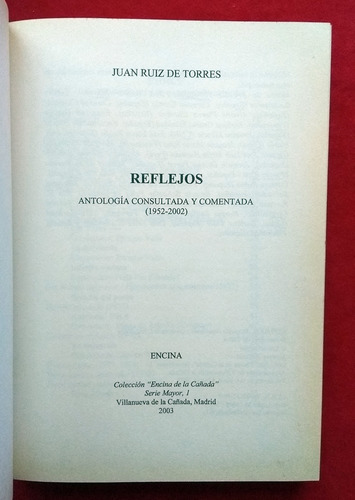 JUAN RUIZ DE TORRES
REFLEJOS
ANTOLOGÍA CONSULTADA Y COMENTADA
(1952-2002)
ENCINA
Colección "Encina de la Cañada"
Serie Mayor, 1
Villanueva de la Cañada, Madrid
2003